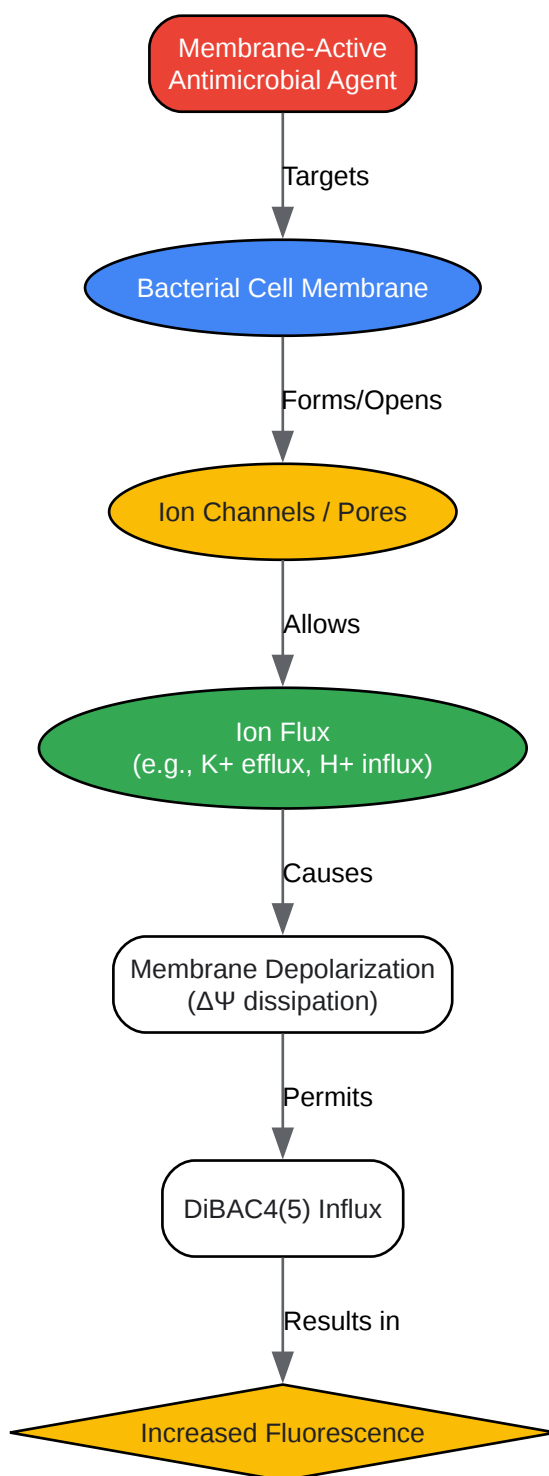 Membrane-Active
Antimicrobial Agent
Targets
Bacterial Cell Membrane
Forms/Opens
Ion Channels / Pores
Allows
Ion Flux
(e.g., K+ efflux, H+ influx)
Causes
Membrane Depolarization
(ΔΨ dissipation)
Permits
DiBAC4(5) Influx
Results in
Increased Fluorescence